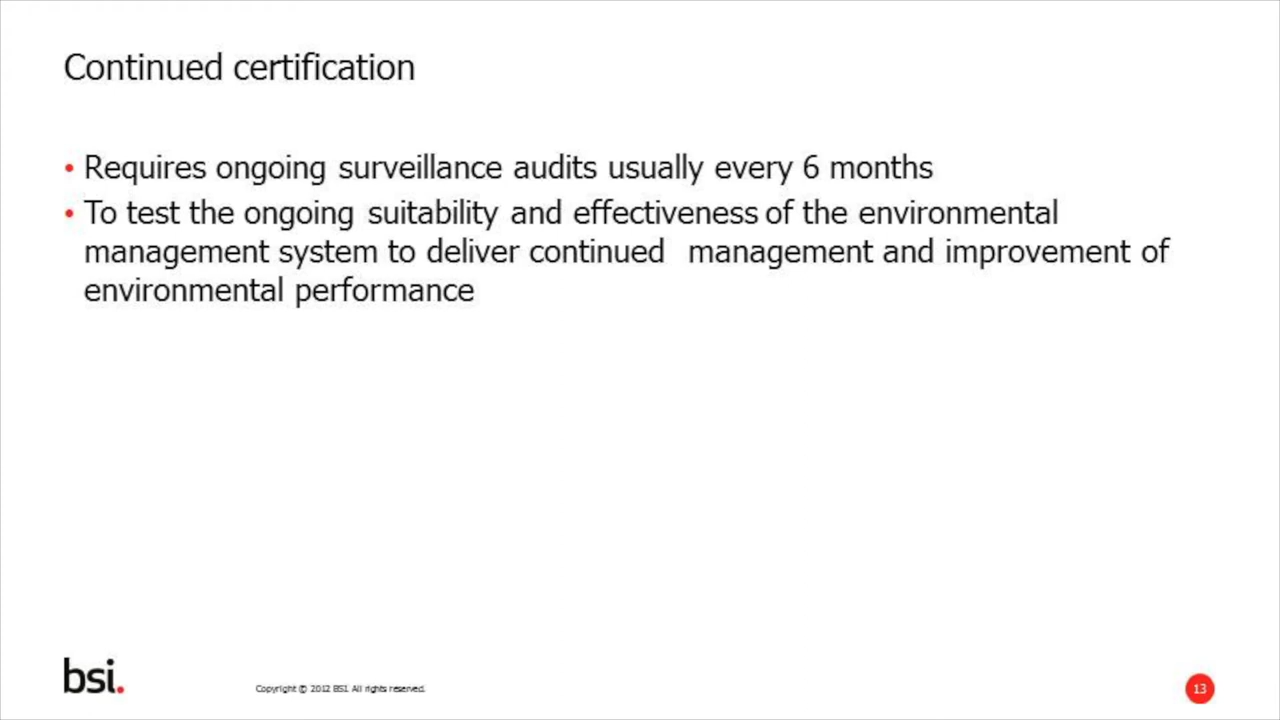 Continued certification
• Requires ongoing surveillance audits usually every 6 months
• To test the ongoing suitability and effectiveness of the environmental
management system to deliver continued management and improvement of
environmental performance
bsi.
Copyright © 2012 BSI. All rights reserved.
13